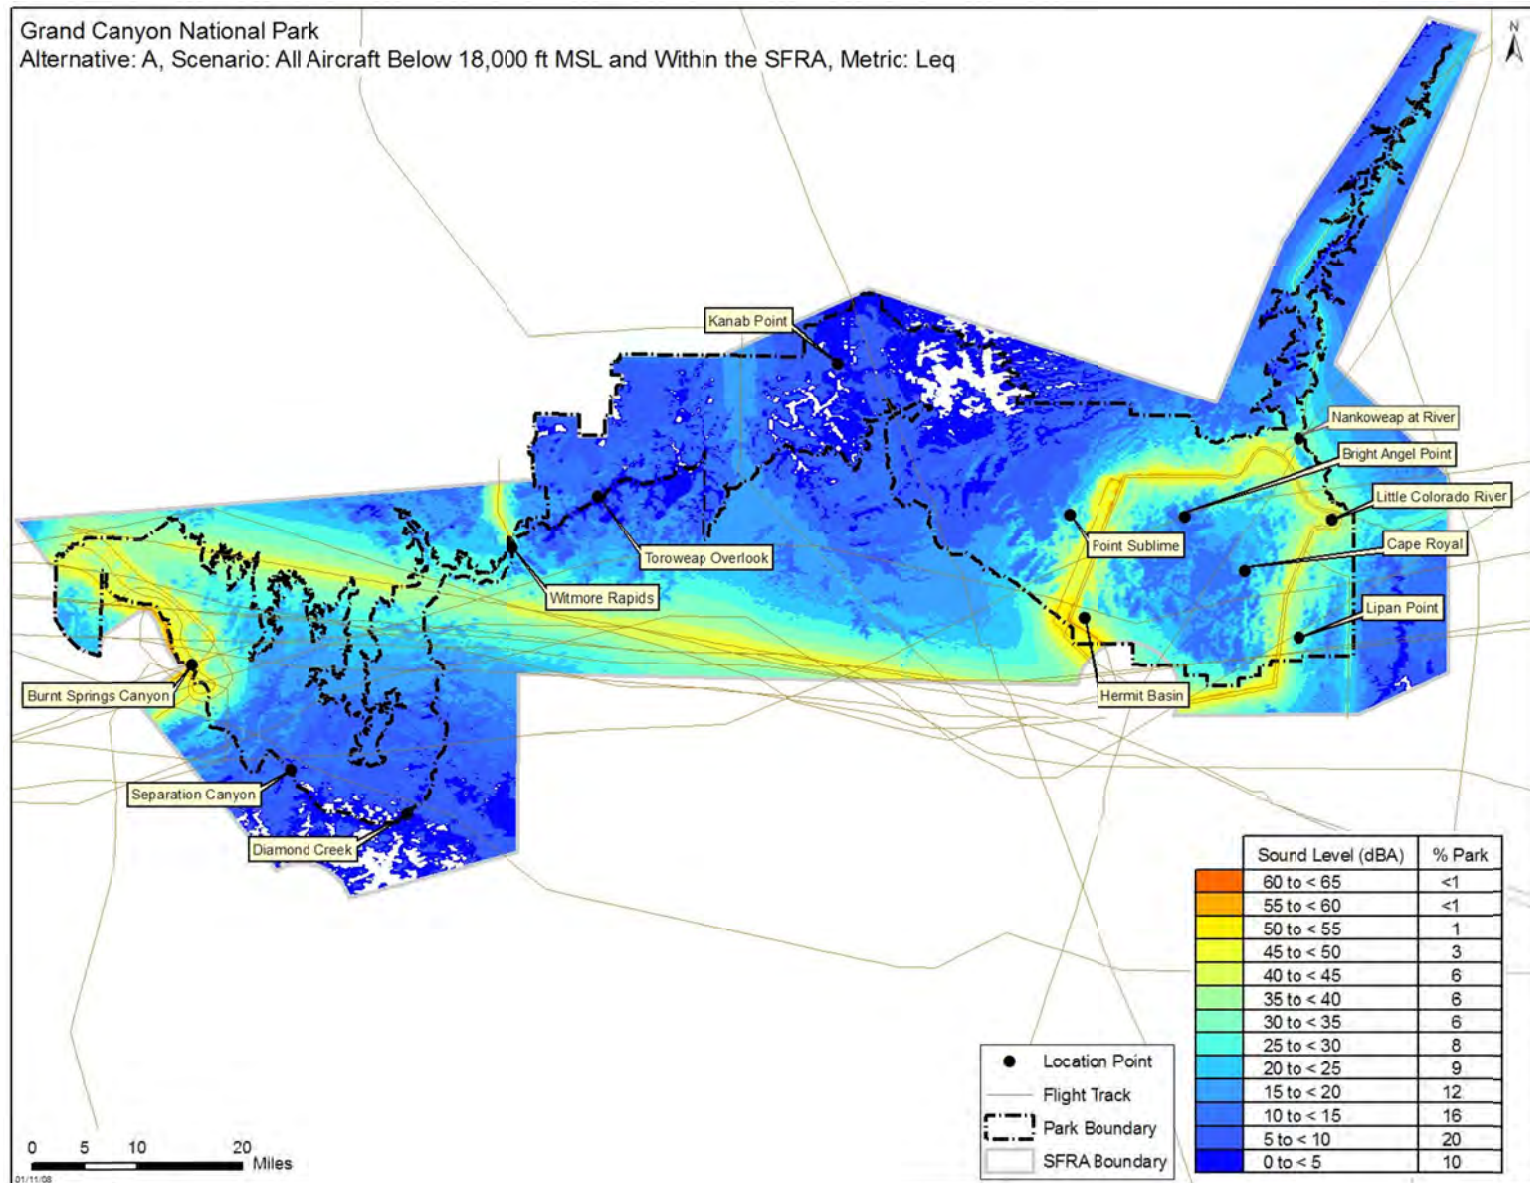 Grand Canyon National Park
Alternative: A, Scenario: All Aircraft Below 18,000 ft MSL and Within the SFRA, Metric: Leq
N
Kanab Point
Nankoweap at River
Bright Angel Point
Little Colorado River
Foint Sublime
Cape Royal
Toroweap Overlook
Witmore Rapids
Lipan Point
Burnt Springs Canyon
Hermit Basin
Separation Canyon
Diamond Creek
Sound Level (dBA) % Park
60 to < 65 <1
55 to < 60 <1
50 to < 55 1
45 to < 50 3
40 to < 45 6
35 to < 40 6
30 to < 35 6
25 to < 30 8
20 to < 25 9
15 to < 20 12
10 to < 15 16
5 to < 10 20
0 to < 5 10
Location Point
Flight Track
Park Boundary
SFRA Boundary
0 5 10 20
Miles
01/11/08